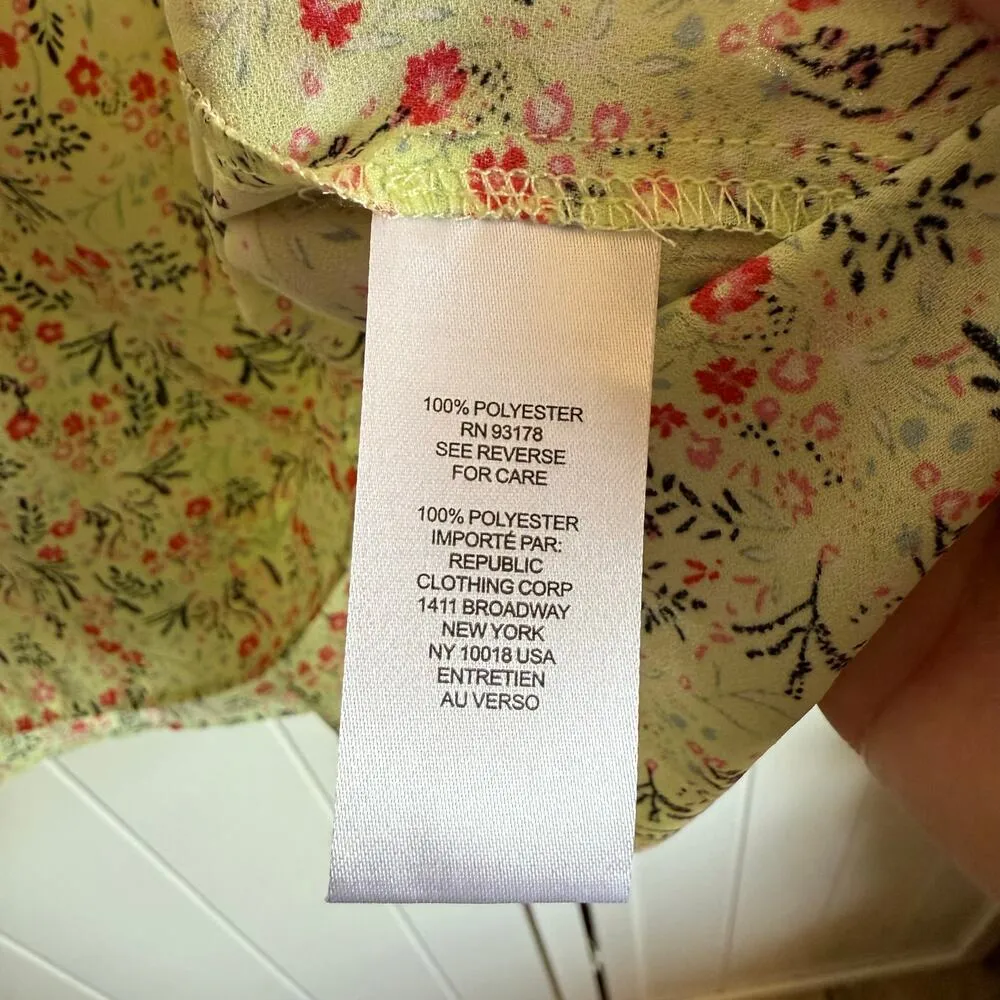 100% POLYESTER
RN 93178
SEE REVERSE
FOR CARE
100% POLYESTER
IMPORTÉ PAR:
REPUBLIC
CLOTHING CORP
1411 BROADWAY
NEW YORK
NY 10018 USA
ENTRETIEN
AU VERSO